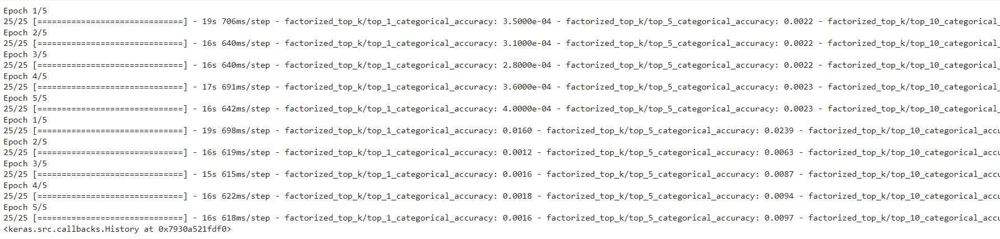 Epoch 1/5
25/25 [==============================] - 19s 706ms/step - factorized_top_k/top_1_categorical_accuracy: 3.5000e-04 - factorized_top_k/top_5_categorical_accuracy: 0.0022 - factorized_top_k/top_10_categorical_
Epoch 2/5
25/25 [==============================] - 16s 640ms/step - factorized_top_k/top_1_categorical_accuracy: 3.1000e-04 - factorized_top_k/top_5_categorical_accuracy: 0.0022 - factorized_top_k/top_10_categorical_
Epoch 3/5
25/25 [==============================] - 16s 640ms/step - factorized_top_k/top_1_categorical_accuracy: 2.8000e-04 - factorized_top_k/top_5_categorical_accuracy: 0.0022 - factorized_top_k/top_10_categorical_
Epoch 4/5
25/25 [==============================] - 17s 691ms/step - factorized_top_k/top_1_categorical_accuracy: 3.6000e-04 - factorized_top_k/top_5_categorical_accuracy: 0.0023 - factorized_top_k/top_10_categorical_
Epoch 5/5
25/25 [==============================] - 16s 642ms/step - factorized_top_k/top_1_categorical_accuracy: 4.0000e-04 - factorized_top_k/top_5_categorical_accuracy: 0.0023 - factorized_top_k/top_10_categorical_
Epoch 1/5
25/25 [==============================] - 19s 698ms/step - factorized_top_k/top_1_categorical_accuracy: 0.0160 - factorized_top_k/top_5_categorical_accuracy: 0.0239 - factorized_top_k/top_10_categorical_accu
Epoch 2/5
25/25 [==============================] - 16s 619ms/step - factorized_top_k/top_1_categorical_accuracy: 0.0012 - factorized_top_k/top_5_categorical_accuracy: 0.0063 - factorized_top_k/top_10_categorical_accu
Epoch 3/5
25/25 [==============================] - 15s 615ms/step - factorized_top_k/top_1_categorical_accuracy: 0.0016 - factorized_top_k/top_5_categorical_accuracy: 0.0087 - factorized_top_k/top_10_categorical_accu
Epoch 4/5
25/25 [==============================] - 16s 622ms/step - factorized_top_k/top_1_categorical_accuracy: 0.0018 - factorized_top_k/top_5_categorical_accuracy: 0.0094 - factorized_top_k/top_10_categorical_accu
Epoch 5/5
25/25 [==============================] - 16s 618ms/step - factorized_top_k/top_1_categorical_accuracy: 0.0016 - factorized_top_k/top_5_categorical_accuracy: 0.0097 - factorized_top_k/top_10_categorical_accu
<keras.src.callbacks.History at 0x7930a521fdf0>